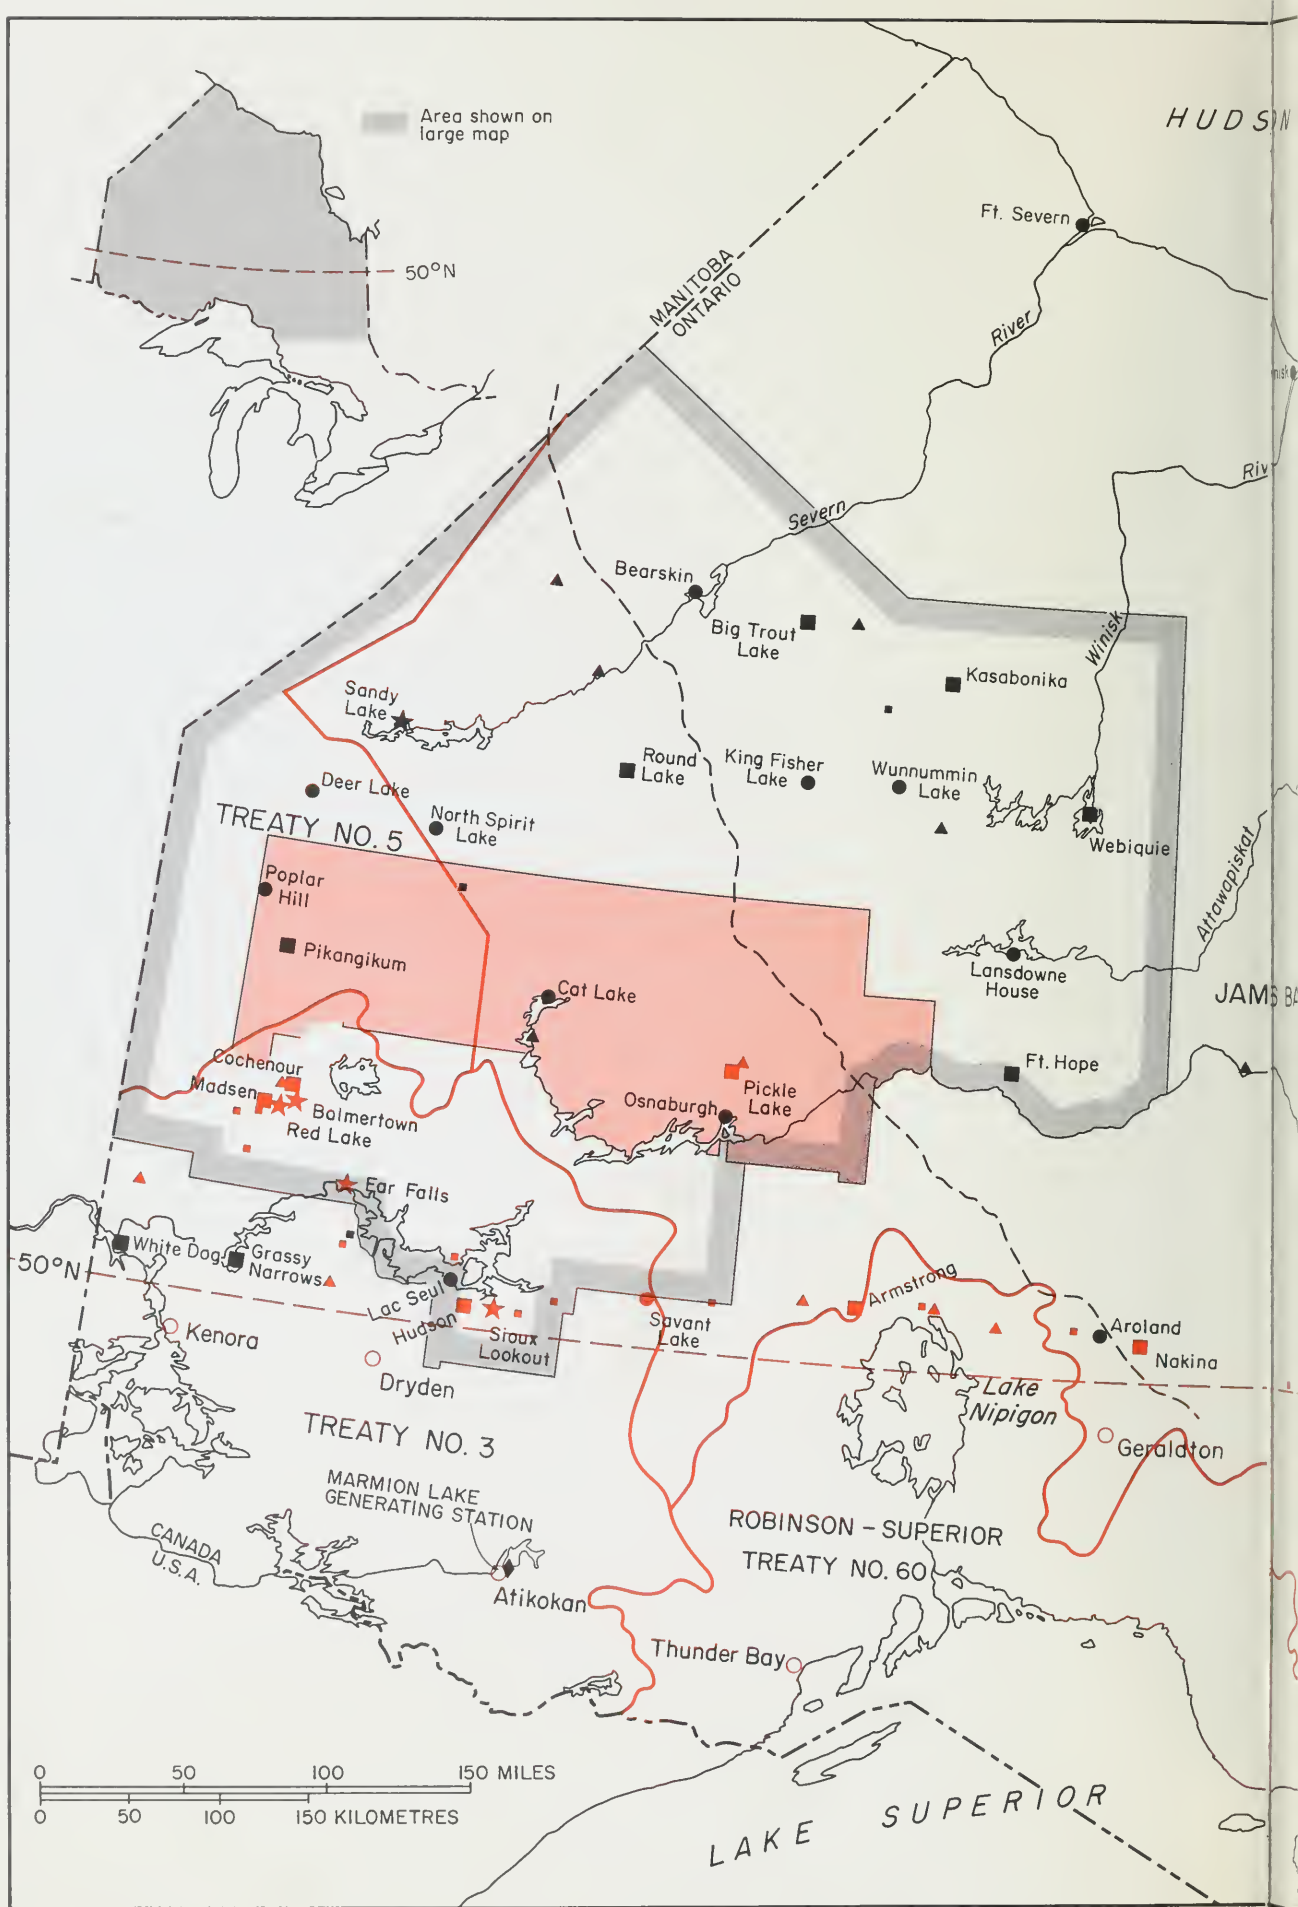 Area shown on
large map
50°N
HUDSON
Ft. Severn
MANITOBA
ONTARIO
River
Severn
Riv
Winisk
Bearskin
Big Trout
Lake
Kasabonika
Sandy
Lake
Round
Lake
King Fisher
Lake
Wunnummin
Lake
Deer Lake
North Spirit
Lake
TREATY NO. 5
Webiquie
Attawapiskat
Poplar
Hill
Pikangikum
Lansdowne
House
Cat Lake
JAM
S BA
Cochenour
Madsen
Balmertown
Red Lake
Pickle
Lake
Osnaburgh
Ft. Hope
Ear Falls
White Dog
Grassy
Narrows
50°N
Lac Seul
Hudson
Sioux
Lookout
Savant
Lake
Armstrong
Aroland
Nakina
Kenora
Dryden
Lake
Nipigon
Geraldton
TREATY NO. 3
MARMION LAKE
GENERATING STATION
ROBINSON - SUPERIOR
TREATY NO. 60
CANADA
U.S.A.
Atikokan
Thunder Bay
0 50 100 150 MILES
0 50 100 150 KILOMETRES
LAKE SUPERIOR